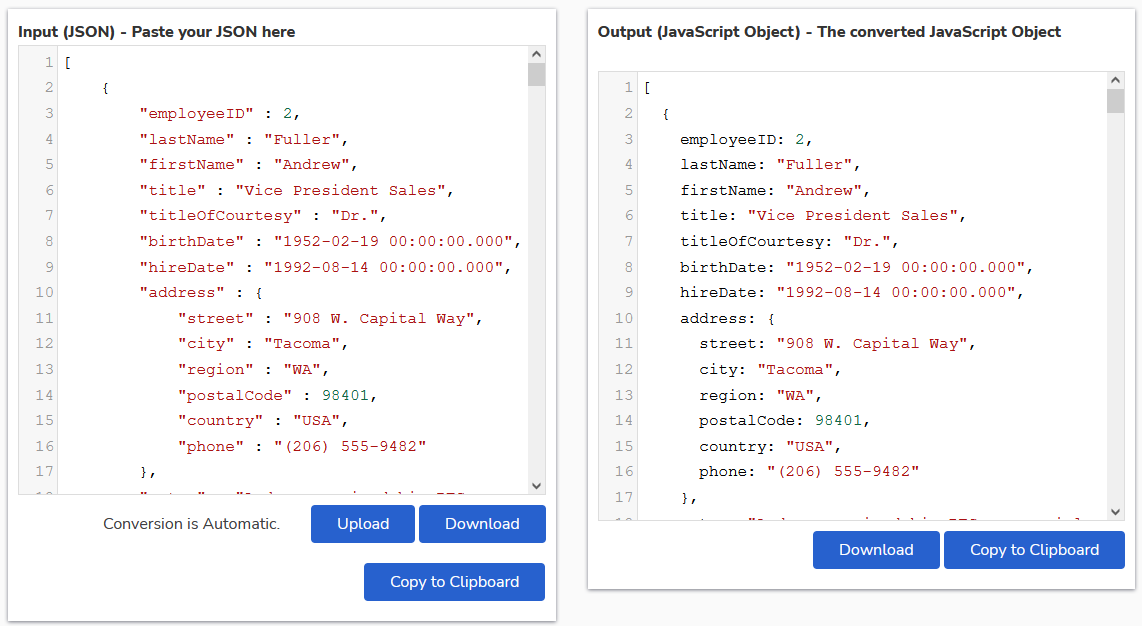 Input (JSON) - Paste your JSON here
1 [
2 {
3 "employeeID" : 2,
4 "lastName" : "Fuller",
5 "firstName" : "Andrew",
6 "title" : "Vice President Sales",
7 "titleOfCourtesy" : "Dr.",
8 "birthDate" : "1952-02-19 00:00:00.000",
9 "hireDate" : "1992-08-14 00:00:00.000",
10 "address" : {
11 "street" : "908 W. Capital Way",
12 "city" : "Tacoma",
13 "region" : "WA",
14 "postalCode" : 98401,
15 "country" : "USA",
16 "phone" : "(206) 555-9482"
17 },
Conversion is Automatic.
Upload
Download
Copy to Clipboard
Output (JavaScript Object) - The converted JavaScript Object
1 [
2 {
3 employeeID: 2,
4 lastName: "Fuller",
5 firstName: "Andrew",
6 title: "Vice President Sales",
7 titleOfCourtesy: "Dr.",
8 birthDate: "1952-02-19 00:00:00.000",
9 hireDate: "1992-08-14 00:00:00.000",
10 address: {
11 street: "908 W. Capital Way",
12 city: "Tacoma",
13 region: "WA",
14 postalCode: 98401,
15 country: "USA",
16 phone: "(206) 555-9482"
17 },
Download
Copy to Clipboard